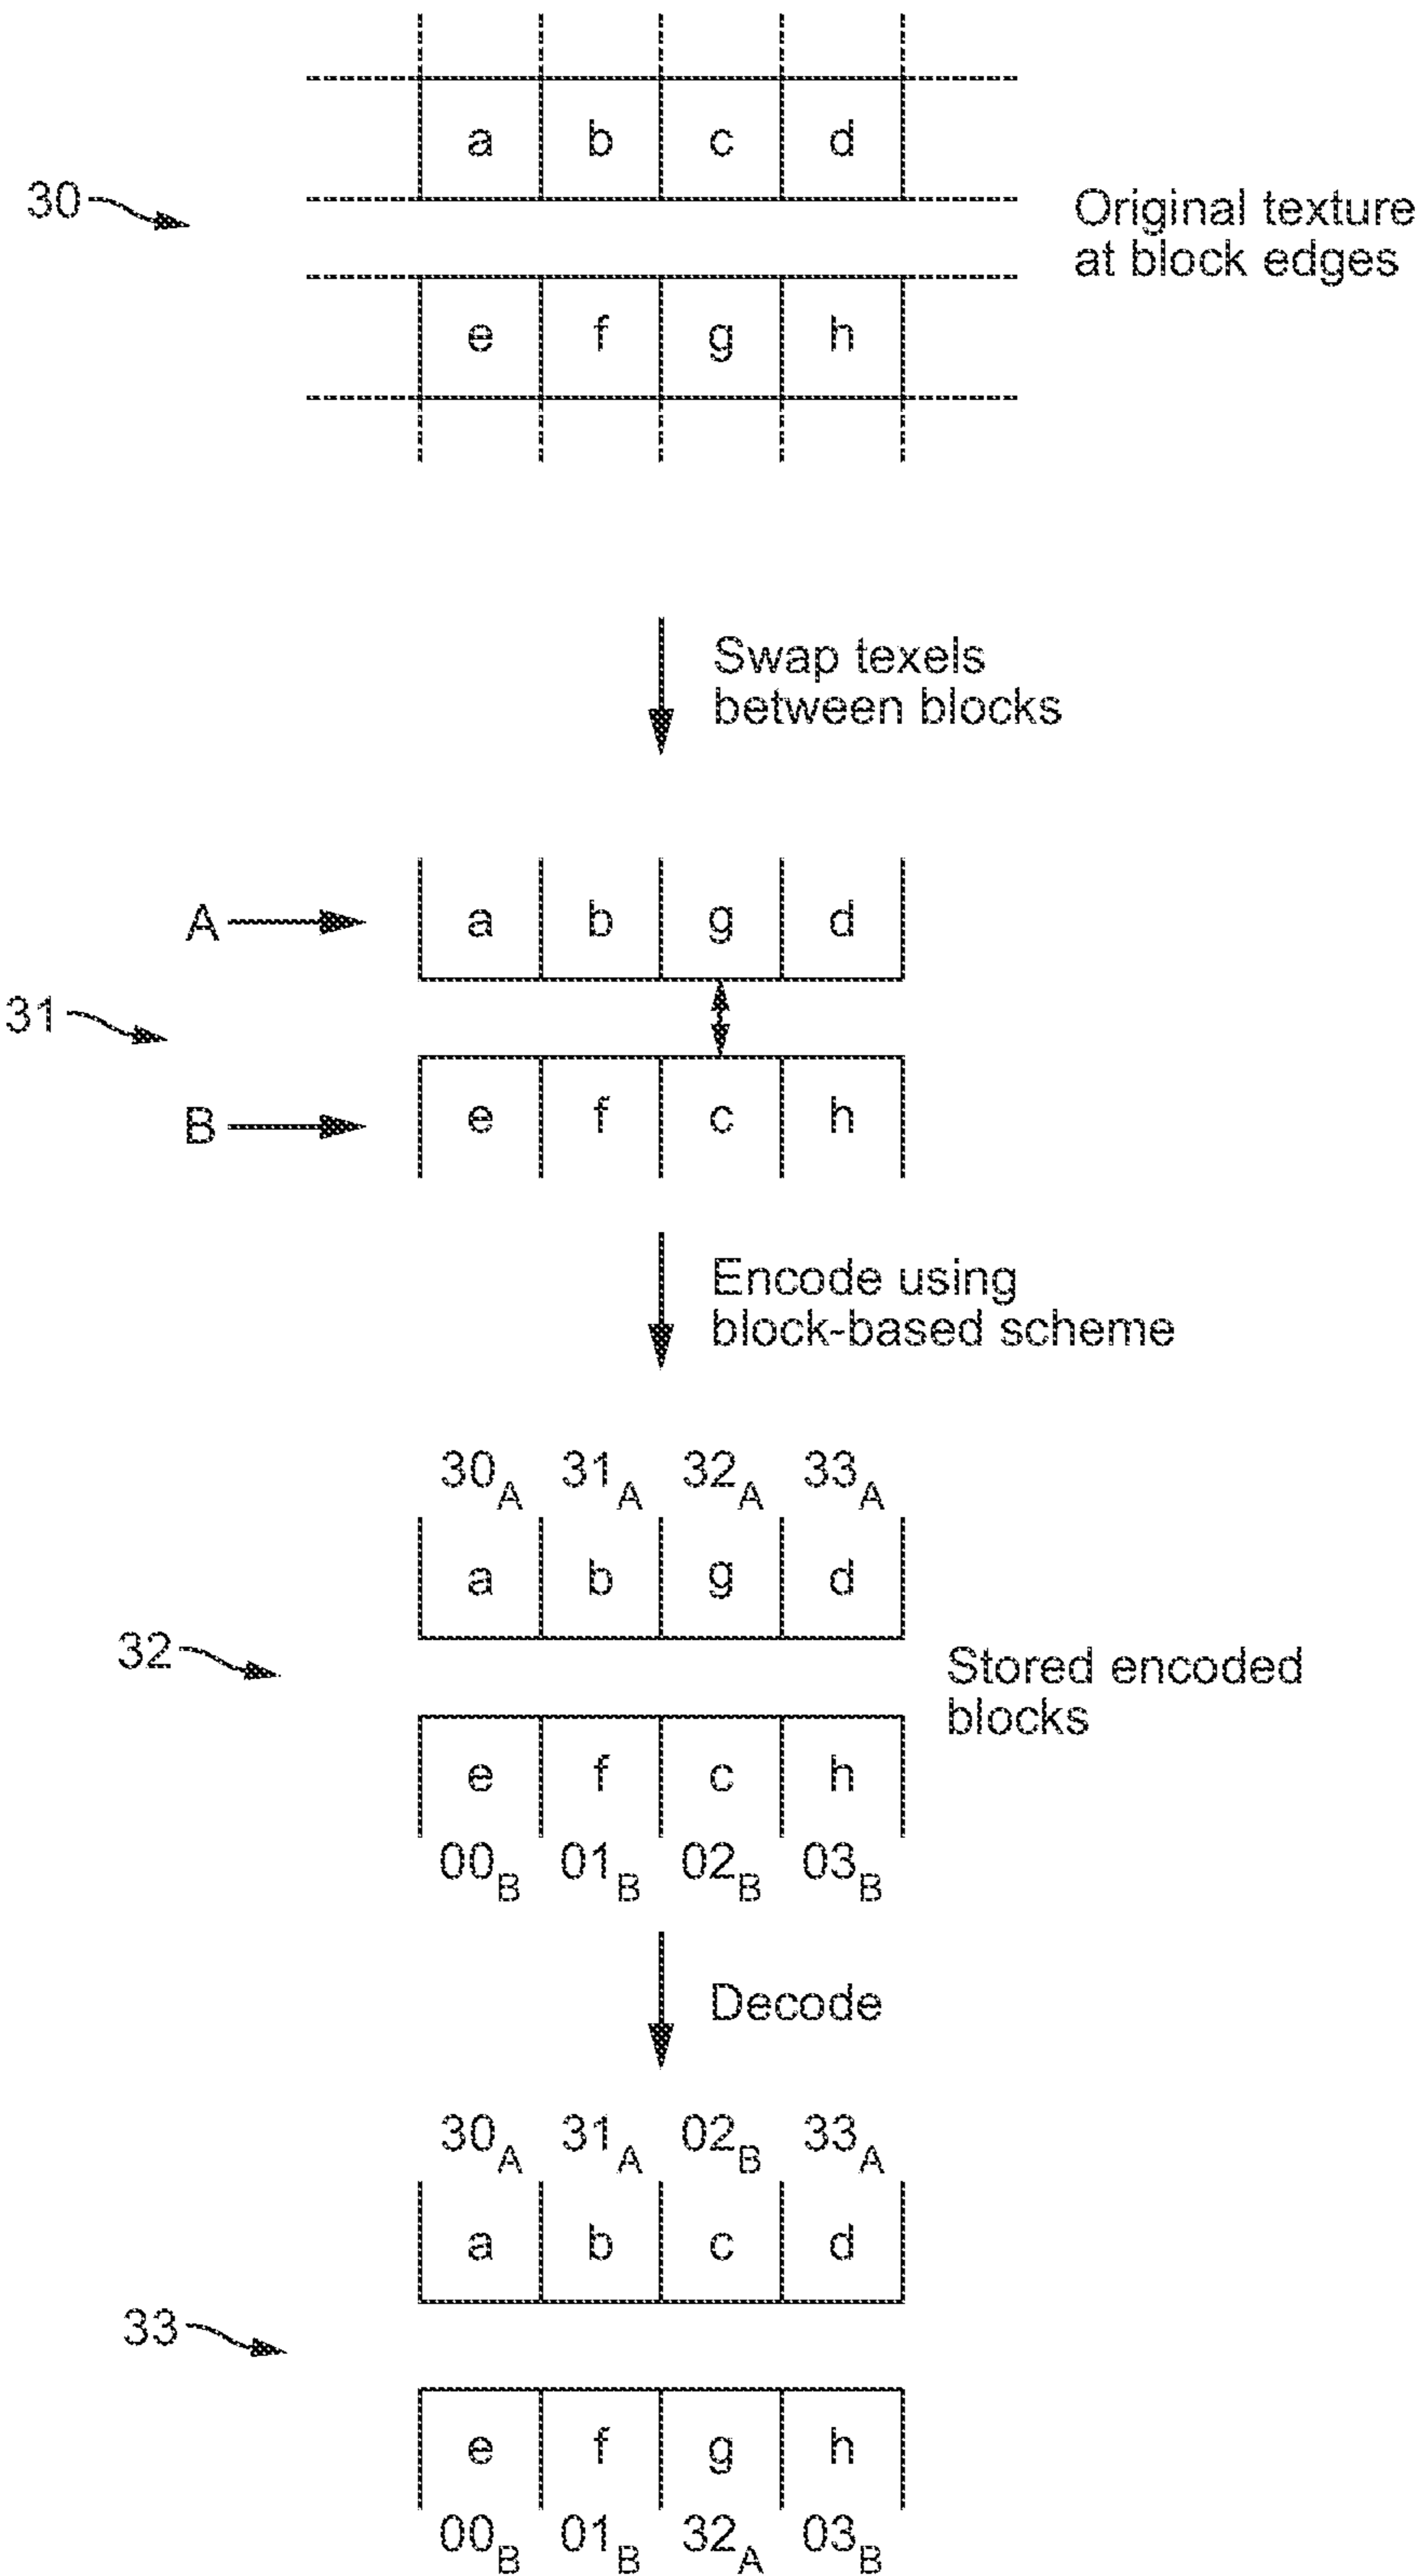 a b c d
30
Original texture
at block edges
e f g h
Swap texels
between blocks
A
a b g d
31
B
e f c h
Encode using
block-based scheme
30A 31A 32A 33A
a b g d
32
Stored encoded
blocks
e f c h
00B 01B 02B 03B
Decode
30A 31A 02B 33A
a b c d
33
e f g h
00B 01B 32A 03B